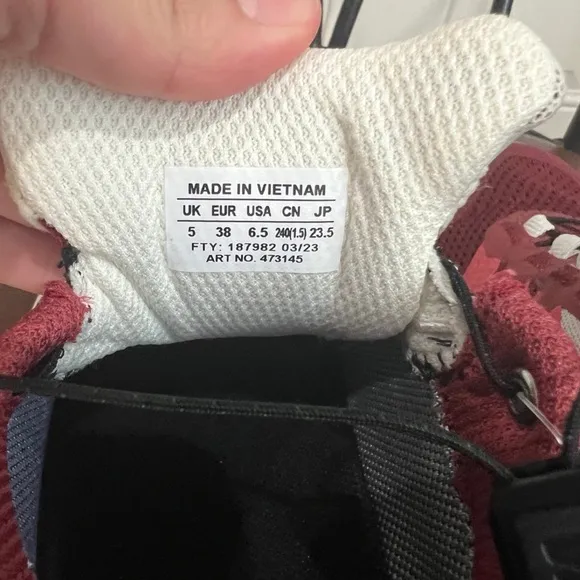 MADE IN VIETNAM
UK EUR USA CN JP
5 38 6.5 240(1.5) 23.5
FTY: 187982 03/23
ART NO. 473145